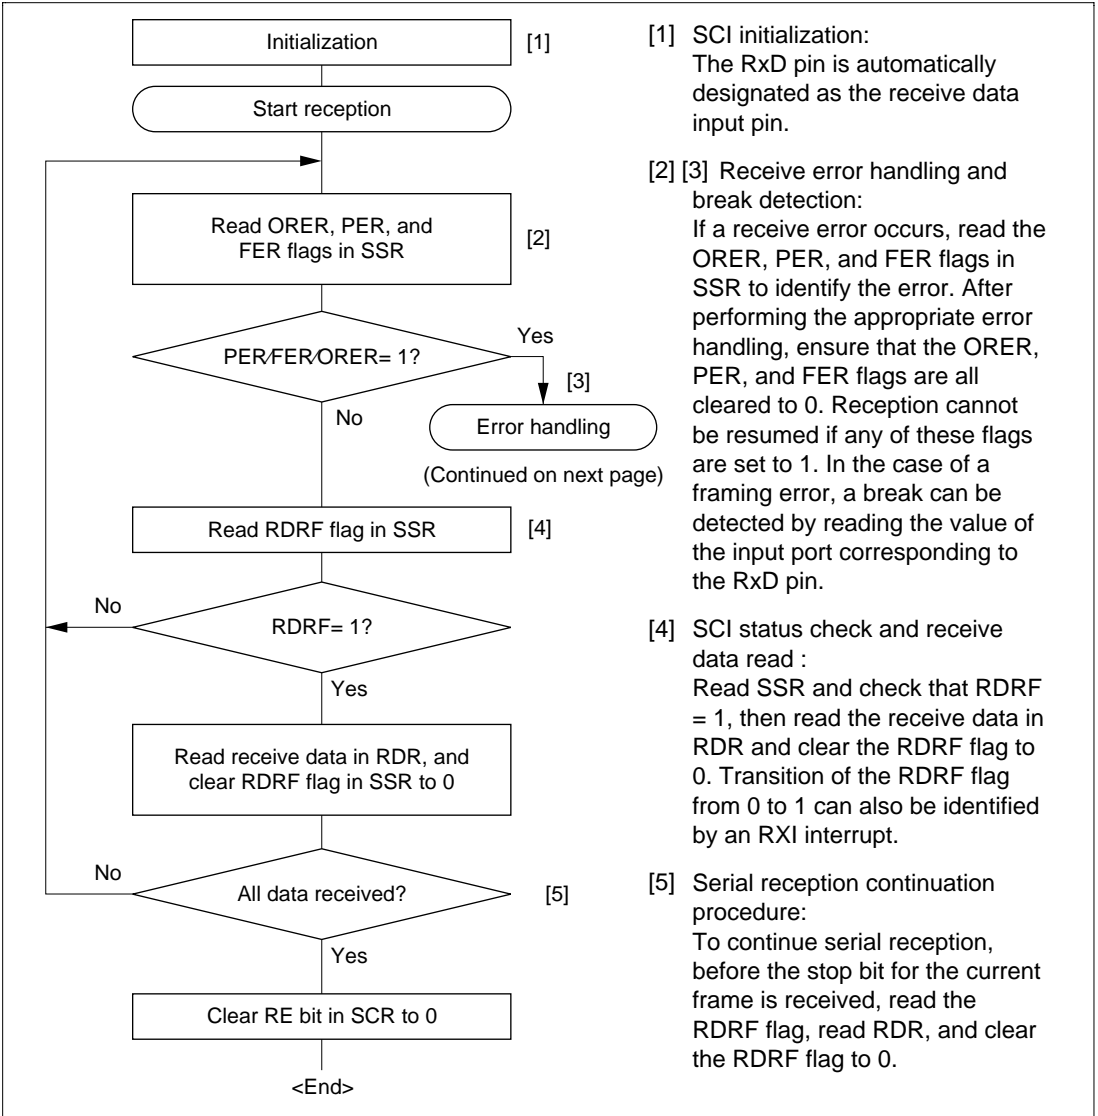 Initialization [1]
Start reception
Read ORER, PER, and
FER flags in SSR
[2]
PER/FER/ORER= 1?
Yes
[3]
No
Error handling
(Continued on next page)
Read RDRF flag in SSR [4]
No
RDRF= 1?
Yes
Read receive data in RDR, and
clear RDRF flag in SSR to 0
No
All data received? [5]
Yes
Clear RE bit in SCR to 0
<End>
[1] SCI initialization:
The RxD pin is automatically
designated as the receive data
input pin.
[2] [3] Receive error handling and
break detection:
If a receive error occurs, read the
ORER, PER, and FER flags in
SSR to identify the error. After
performing the appropriate error
handling, ensure that the ORER,
PER, and FER flags are all
cleared to 0. Reception cannot
be resumed if any of these flags
are set to 1. In the case of a
framing error, a break can be
detected by reading the value of
the input port corresponding to
the RxD pin.
[4] SCI status check and receive
data read :
Read SSR and check that RDRF
= 1, then read the receive data in
RDR and clear the RDRF flag to
0. Transition of the RDRF flag
from 0 to 1 can also be identified
by an RXI interrupt.
[5] Serial reception continuation
procedure:
To continue serial reception,
before the stop bit for the current
frame is received, read the
RDRF flag, read RDR, and clear
the RDRF flag to 0.